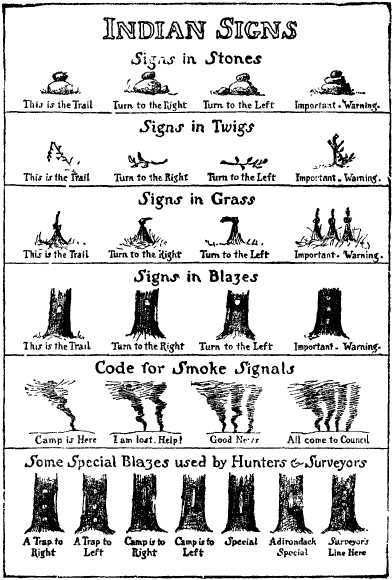 INDIAN SIGNS
Signs in Stones
This is the Trail Turn to the Right Turn to the Left Important. Warning.
Signs in Twigs
This is the Trail Turn to the Right Turn to the Left Important. Warning.
Signs in Grass
This is the Trail Turn to the Right Turn to the Left Important. Warning.
Signs in Blazes
This is the Trail Turn to the Right Turn to the Left Important. Warning.
Code for Smoke Signals
Camp is Here I am lost. Help! Good News All come to Council
Some Special Blazes used by Hunters & Surveyors
A Trap to A Trap to Camp is to Camp is to Special Adirondack Surveyor's
Right Left Right Left Special Line Here